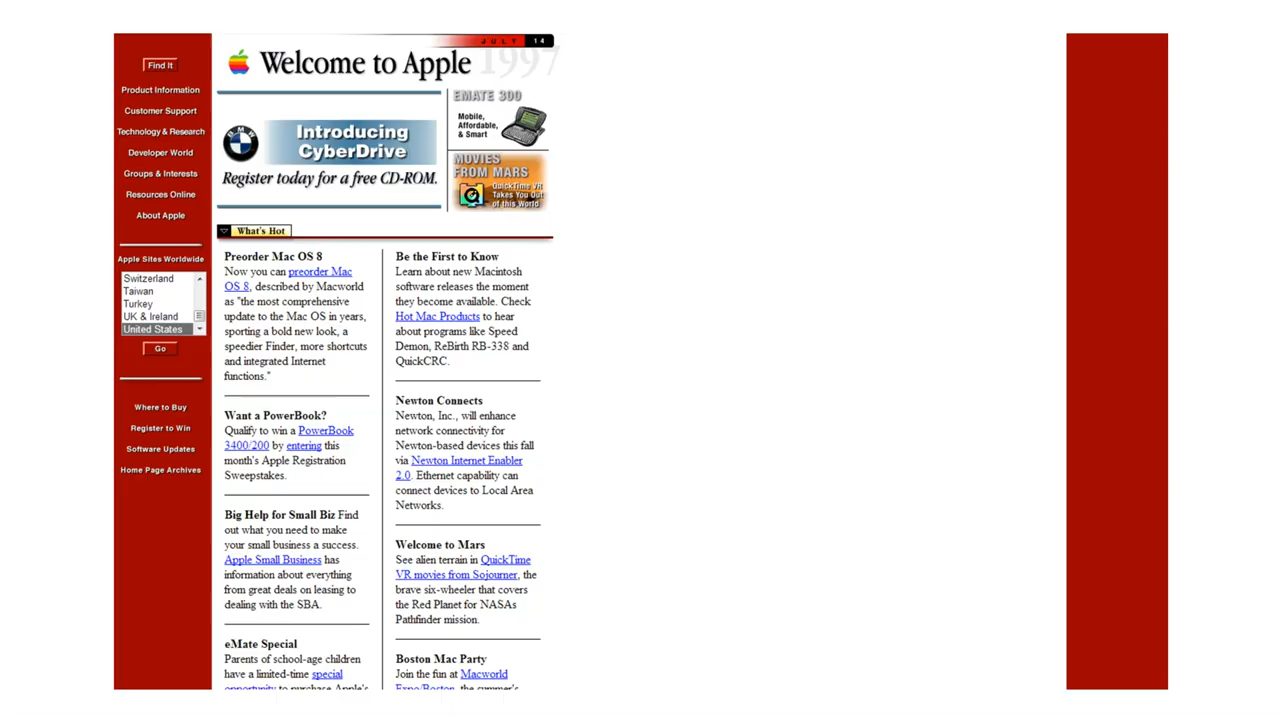 Find It
Product Information
Customer Support
Technology & Research
Developer World
Groups & Interests
Resources Online
About Apple
Apple Sites Worldwide
Switzerland
Taiwan
Turkey
UK & Ireland
United States
Go
Where to Buy
Register to Win
Software Updates
Home Page Archives
JULY 14
1997
Welcome to Apple
BMW
Introducing
CyberDrive
Register today for a free CD-ROM.
EMATE 300
Mobile,
Affordable,
& Smart
MOVIES
FROM MARS
QuickTime VR
Takes You Out
of this World
What's Hot
Preorder Mac OS 8
Now you can preorder Mac
OS 8, described by Macworld
as "the most comprehensive
update to the Mac OS in years,
sporting a bold new look, a
speedier Finder, more shortcuts
and integrated Internet
functions."
Want a PowerBook?
Qualify to win a PowerBook
3400/200 by entering this
month's Apple Registration
Sweepstakes.
Big Help for Small Biz Find
out what you need to make
your small business a success.
Apple Small Business has
information about everything
from great deals on leasing to
dealing with the SBA.
eMate Special
Parents of school-age children
have a limited-time special
opportunity to purchase Apple's
Be the First to Know
Learn about new Macintosh
software releases the moment
they become available. Check
Hot Mac Products to hear
about programs like Speed
Demon, ReBirth RB-338 and
QuickCRC.
Newton Connects
Newton, Inc., will enhance
network connectivity for
Newton-based devices this fall
via Newton Internet Enabler
2.0. Ethernet capability can
connect devices to Local Area
Networks.
Welcome to Mars
See alien terrain in QuickTime
VR movies from Sojourner, the
brave six-wheeler that covers
the Red Planet for NASAs
Pathfinder mission.
Boston Mac Party
Join the fun at Macworld
Expo/Boston, the summer's